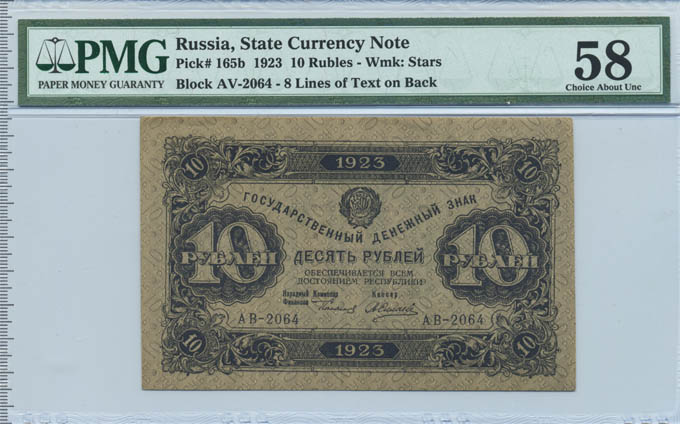 PMG
PAPER MONEY GUARANTY
Russia, State Currency Note
Pick# 165b 1923 10 Rubles - Wmk: Stars
Block AV-2064 - 8 Lines of Text on Back
58
Choice About Unc
10 1923 10
ГОСУДАРСТВЕННЫЙ ДЕНЕЖНЫЙ ЗНАК
10 РУБЛЕЙ
10 РУБЛЕЙ
ДЕСЯТЬ РУБЛЕЙ
ОБЕСПЕЧИВАЕТСЯ ВСЕМ
ДОСТОЯНИЕМ РЕСПУБЛИКИ
Народный Комиссар Финансов
Кассир
АВ-2064 АВ-2064
10 1923 10